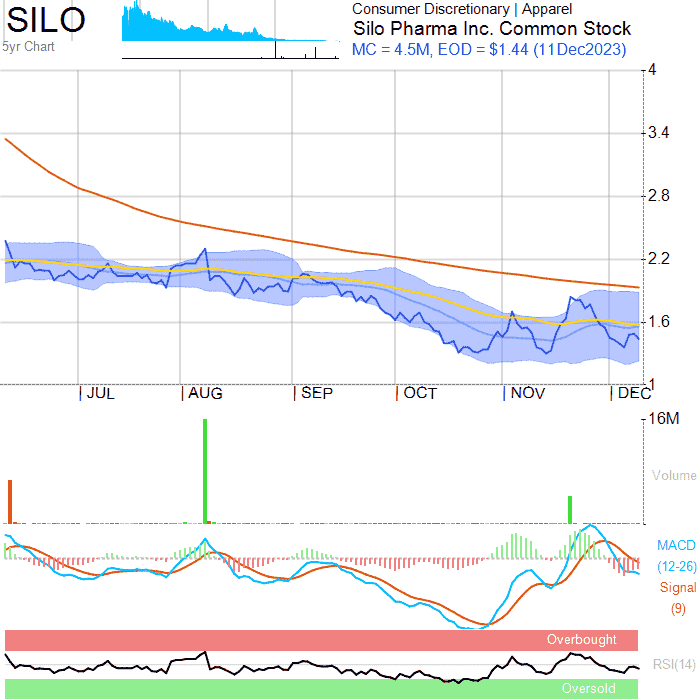 SILO
5yr Chart
Consumer Discretionary | Apparel
Silo Pharma Inc. Common Stock
MC = 4.5M, EOD = $1.44 (11Dec2023)
4
3.4
2.8
2.2
1.6
1
JUL
AUG
SEP
OCT
NOV
DEC
16M
Volume
MACD
(12-26)
Signal
(9)
Overbought
RSI(14)
Oversold